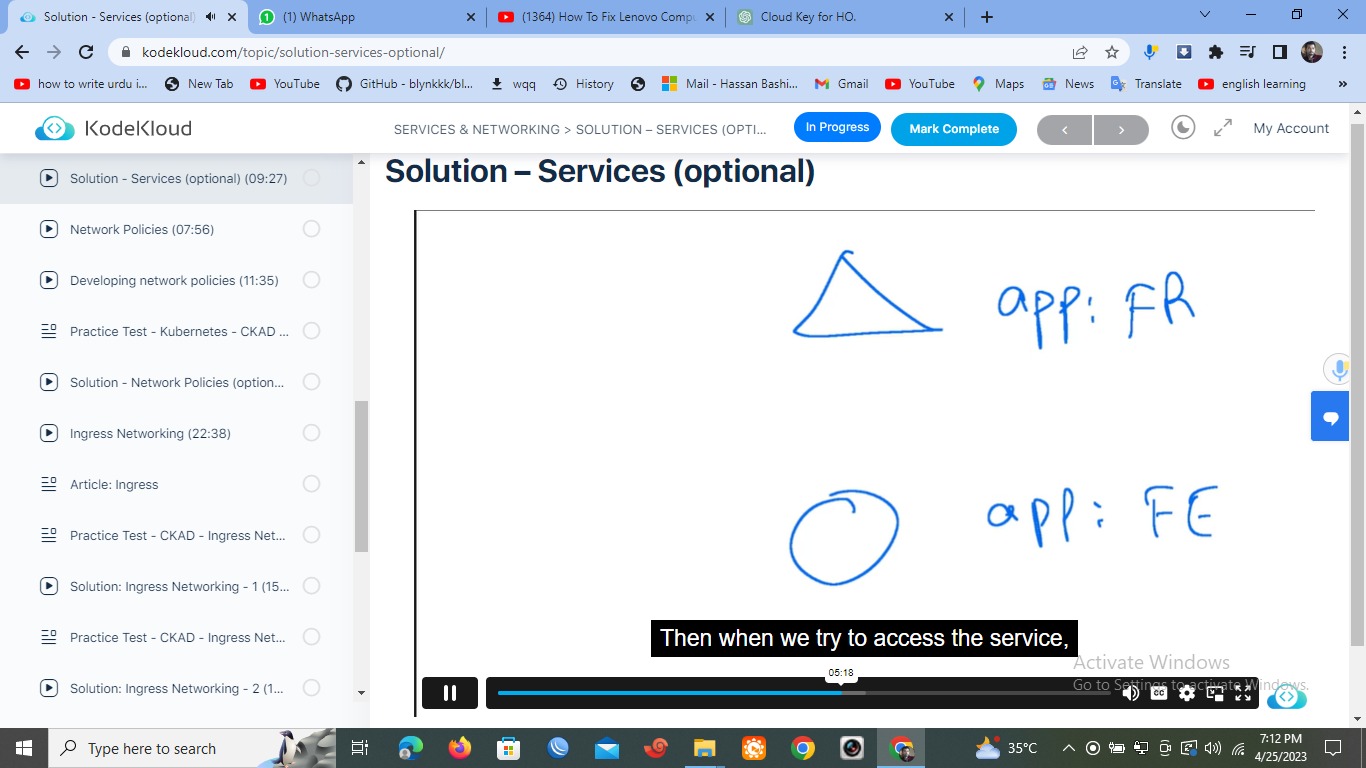 Solution - Services (optional)
(1) WhatsApp
(1364) How To Fix Lenovo Compu
Cloud Key for HO.
kodekloud.com/topic/solution-services-optional/
how to write urdu i...
New Tab
YouTube
GitHub - blynkkk/bl...
wqq
History
Mail - Hassan Bashi...
Gmail
YouTube
Maps
News
Translate
english learning
»
KodeKloud
SERVICES & NETWORKING > SOLUTION – SERVICES (OPTI...
In Progress
Mark Complete
<
>
My Account
Solution – Services (optional)
Solution - Services (optional) (09:27)
Network Policies (07:56)
Developing network policies (11:35)
Practice Test - Kubernetes - CKAD ...
Solution - Network Policies (option...
Ingress Networking (22:38)
Article: Ingress
Practice Test - CKAD - Ingress Net...
Solution: Ingress Networking - 1 (15...
Practice Test - CKAD - Ingress Net...
Solution: Ingress Networking - 2 (1...
app: FR
app: FE
Then when we try to access the service,
05:18
Activate Windows
Go to Settings to activate Windows.
CC
Type here to search
35°C
7:12 PM
4/25/2023